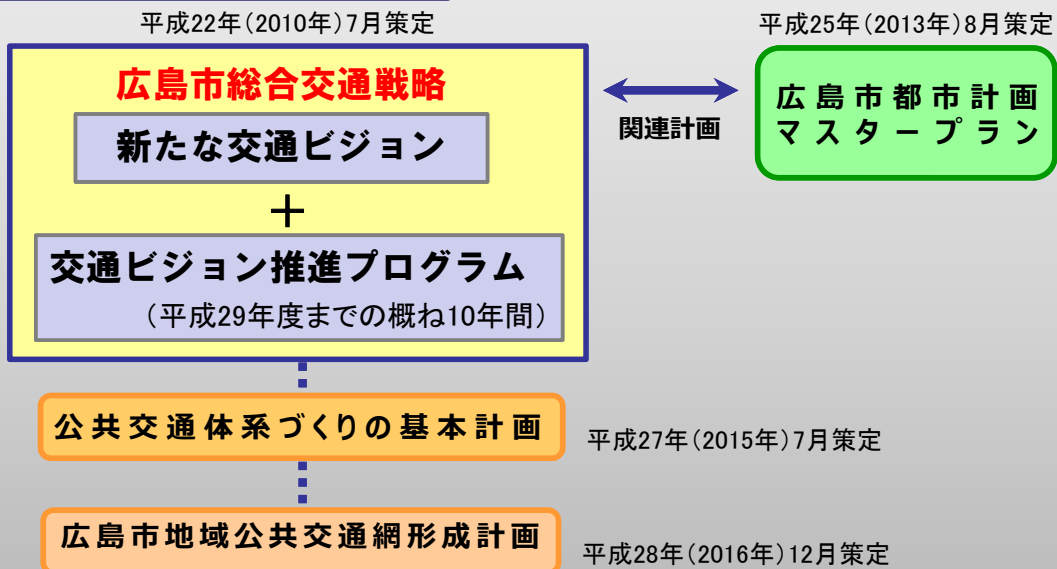 平成22年(2010年)7月策定
平成25年(2013年)8月策定
広島市総合交通戦略
新たな交通ビジョン
+
交通ビジョン推進プログラム
(平成29年度までの概ね10年間)
関連計画
広島市都市計画
マスタープラン
公共交通体系づくりの基本計画
平成27年(2015年)7月策定
広島市地域公共交通網形成計画
平成28年(2016年)12月策定